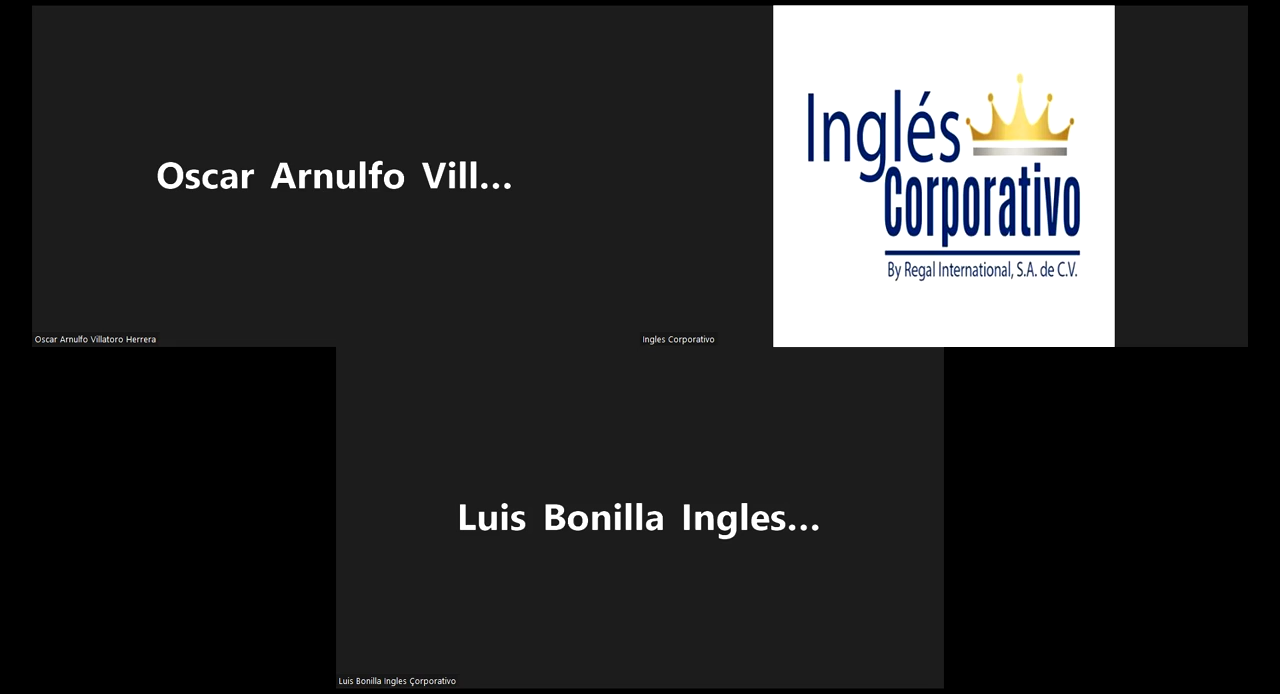 Oscar Arnulfo Vill...
Oscar Arnulfo Villatoro Herrera
Inglés
Corporativo
By Regal International, S.A. de C.V.
Ingles Corporativo
Luis Bonilla Ingles...
Luis Bonilla Ingles Çorporativo